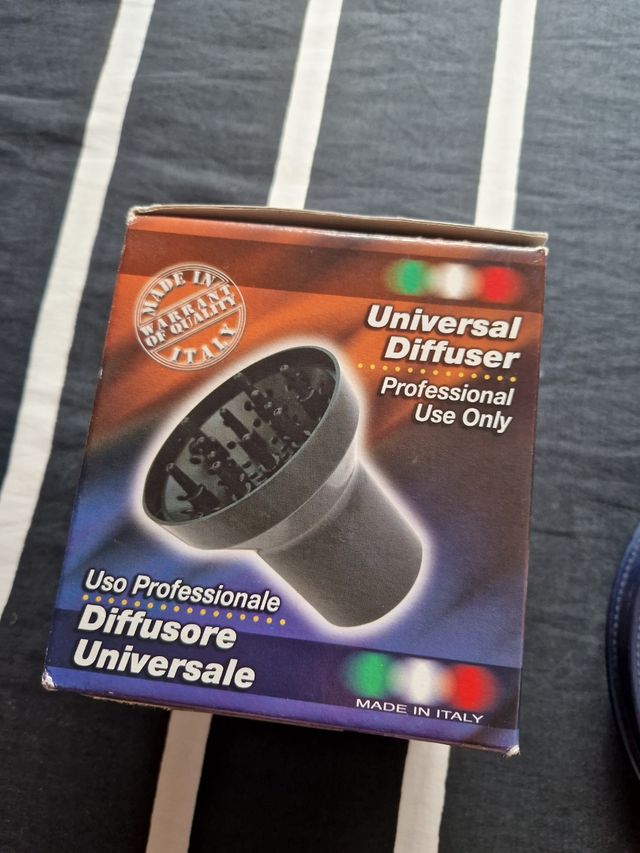 MADE IN
WARRANT
OF QUALITY
ITALY
Universal
Diffuser
Professional
Use Only
Uso Professionale
Diffusore
Universale
MADE IN ITALY